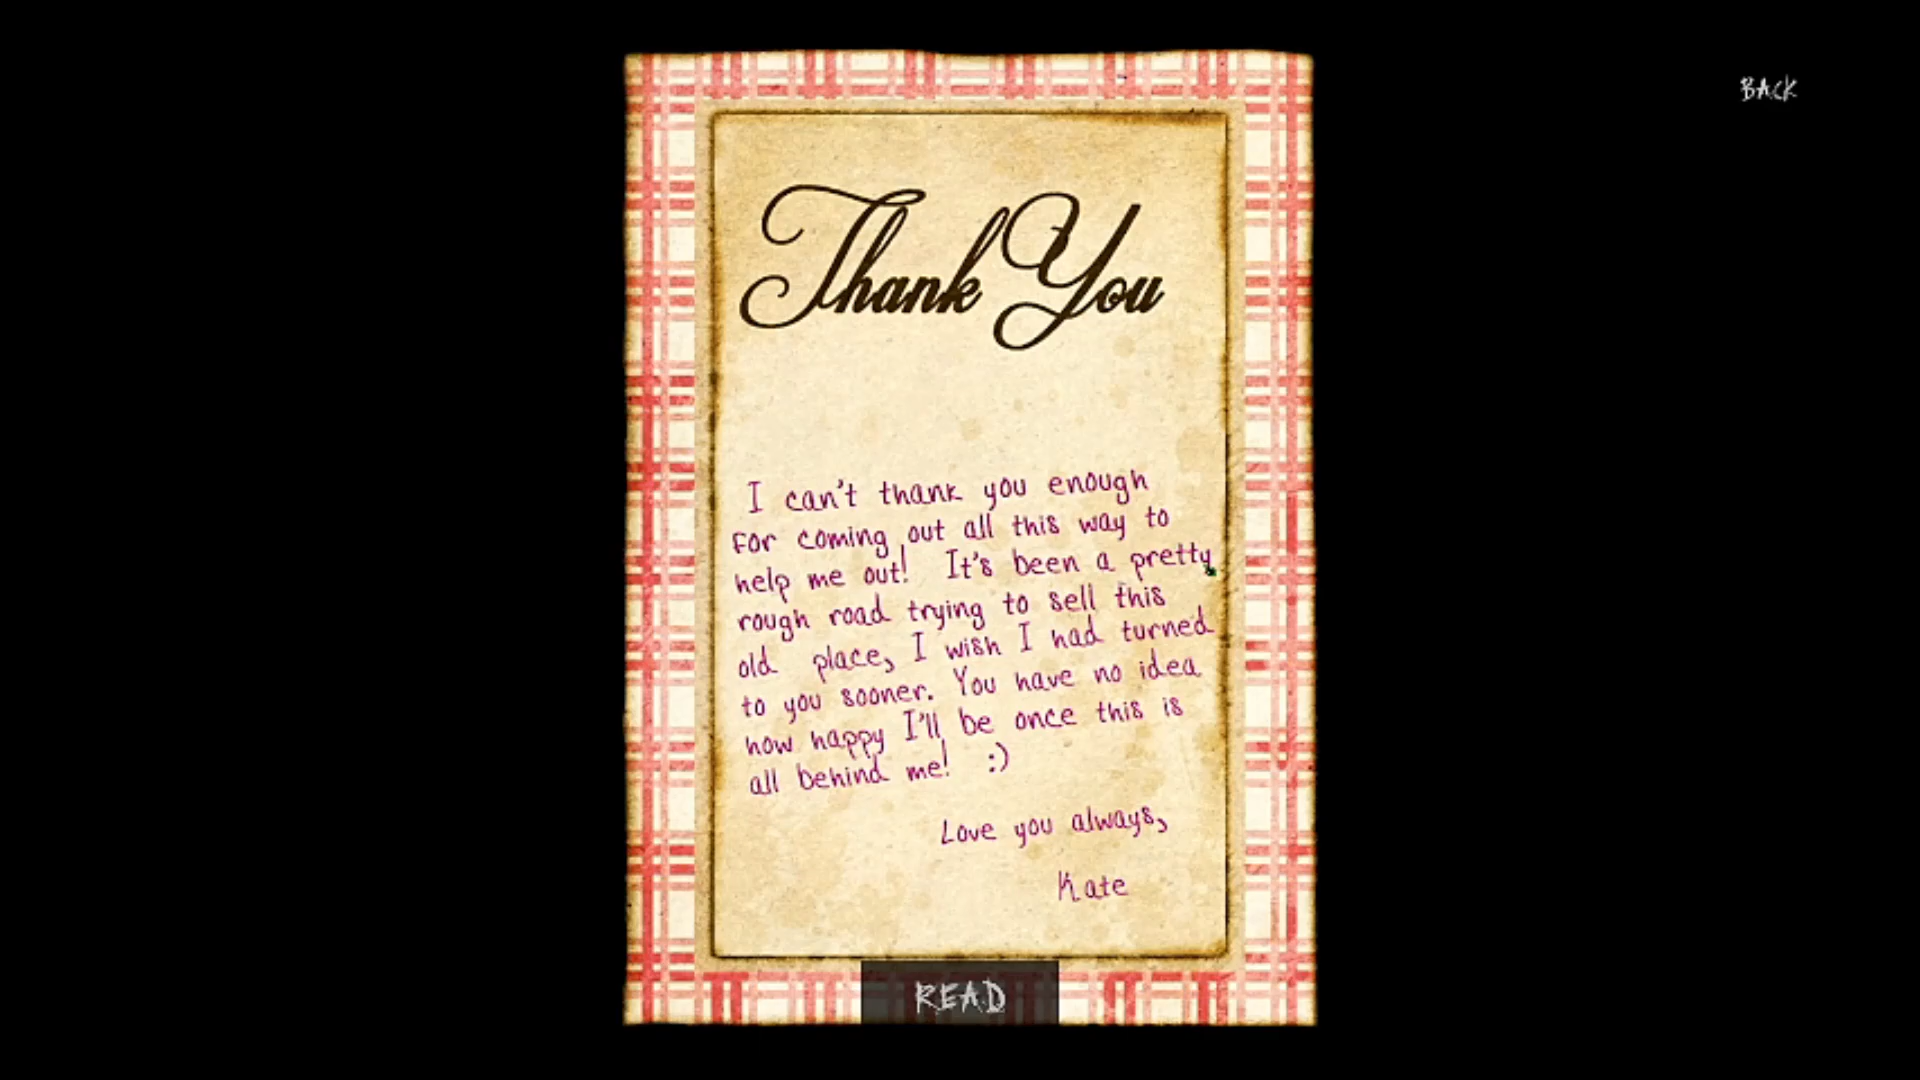 BACK
Thank You
I can't thank you enough
for coming out all this way to
help me out! It's been a pretty
rough road trying to sell this
old place, I wish I had turned
to you sooner. You have no idea
how happy I'll be once this is
all behind me! :)
Love you always,
Kate
READ